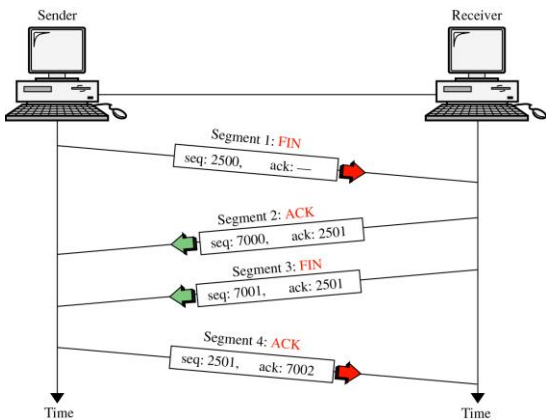 Sender
Receiver
Segment 1: FIN
seq: 2500, ack: —
Segment 2: ACK
seq: 7000, ack: 2501
Segment 3: FIN
seq: 7001, ack: 2501
Segment 4: ACK
seq: 2501, ack: 7002
Time
Time